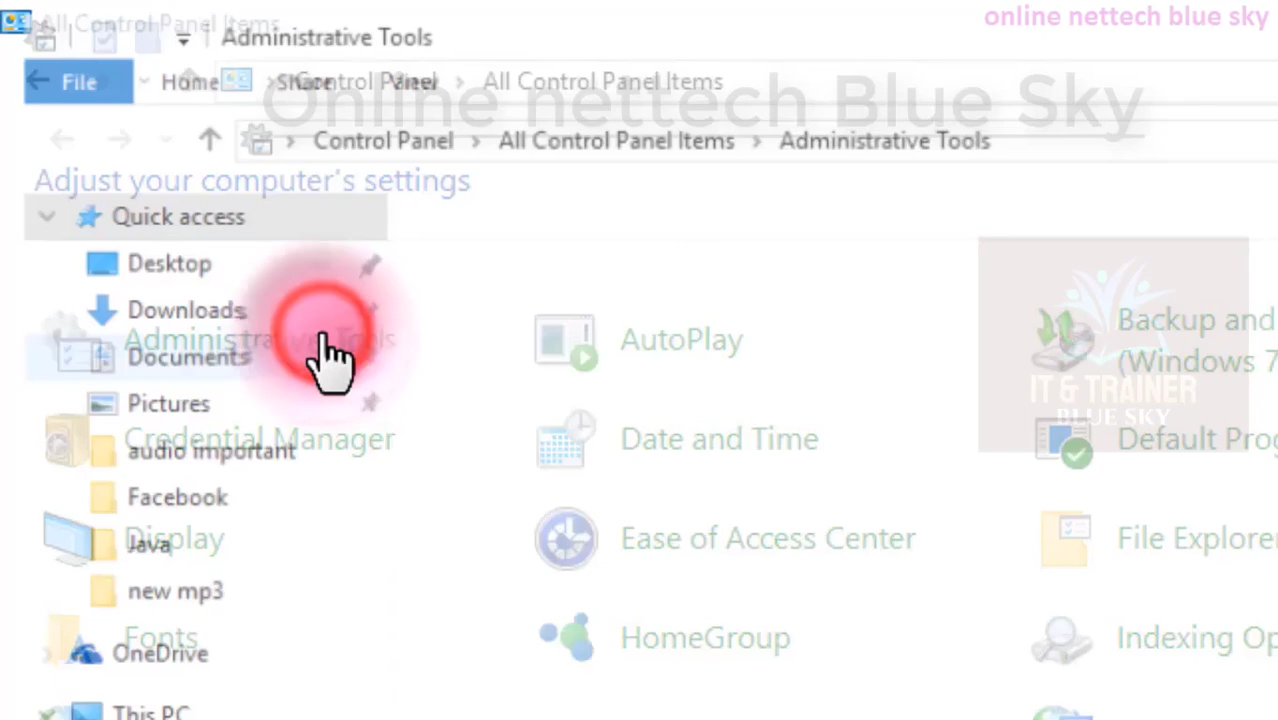 online nettech blue sky
All Control Panel Items
Administrative Tools
File Home Share View
Control Panel > All Control Panel Items
Online nettech Blue Sky
> Control Panel > All Control Panel Items > Administrative Tools
Adjust your computer's settings
Quick access
Desktop
Downloads
Administrative Tools
AutoPlay
Backup and
(Windows 7
Documents
IT & TRAINER
BLUE SKY
Pictures
Credential Manager
Date and Time
Default Prog
audio important
Facebook
Display
Ease of Access Center
File Explorer
Java
new mp3
Fonts
HomeGroup
Indexing Op
OneDrive
This PC